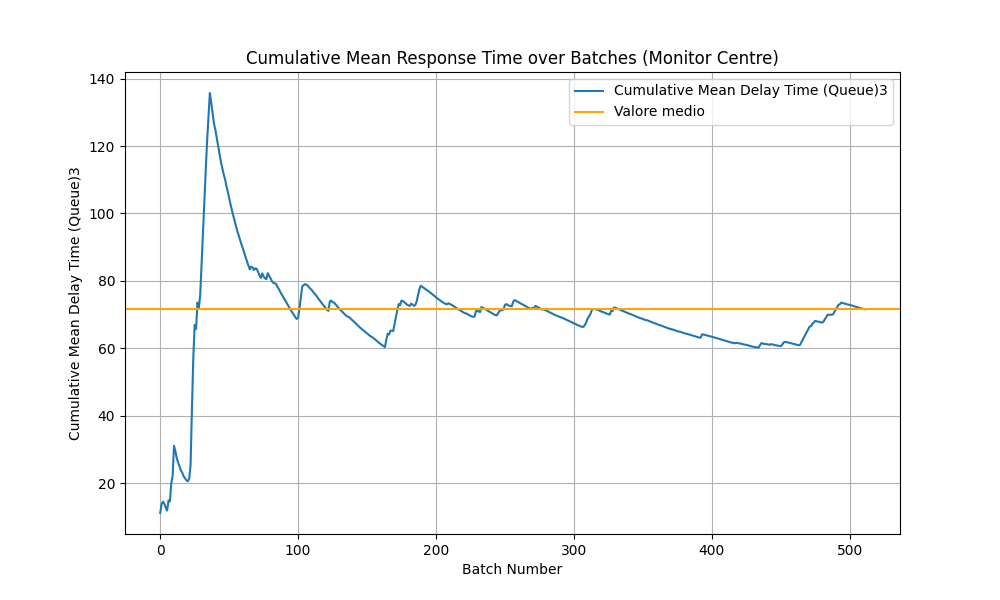 Cumulative Mean Response Time over Batches (Monitor Centre)
Cumulative Mean Delay Time (Queue)3
Valore medio
Cumulative Mean Delay Time (Queue)3
140
120
100
80
60
40
20
0 100 200 300 400 500
Batch Number